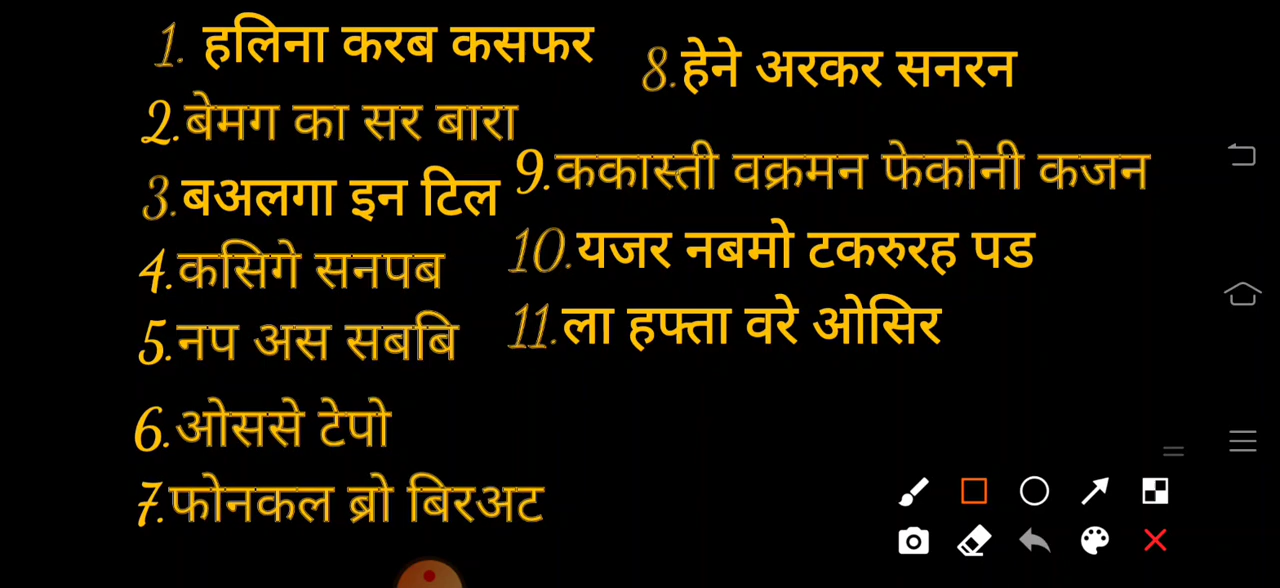 1. हलिना करब कसफर
2.बेमग का सर बारा
3.बअलगा इन टिल
4.कसिगे सनपब
5.नप अस सबबि
6.ओससे टेपो
7.फोनकल ब्रो बिरअट
8.हेने अरकर सनरन
9.ककास्ती वक्रमन फेकोनी कजन
10.यजर नबमो टकरुरह पड
11.ला हफ्ता वरे ओसिर